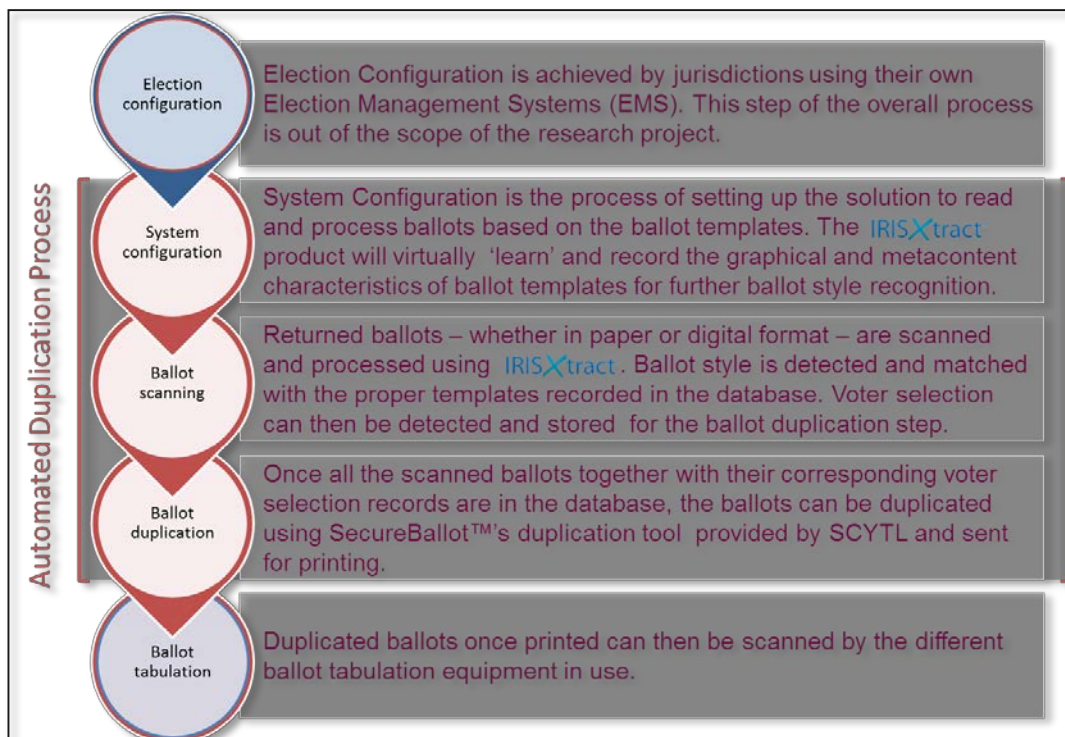 Automated Duplication Process
Election
configuration
Election Configuration is achieved by jurisdictions using their own
Election Management Systems (EMS). This step of the overall process
is out of the scope of the research project.
System
configuration
System Configuration is the process of setting up the solution to read
and process ballots based on the ballot templates. The IRISXtract
product will virtually ‘learn’ and record the graphical and metacontent
characteristics of ballot templates for further ballot style recognition.
Ballot
scanning
Returned ballots – whether in paper or digital format – are scanned
and processed using IRISXtract. Ballot style is detected and matched
with the proper templates recorded in the database. Voter selection
can then be detected and stored for the ballot duplication step.
Ballot
duplication
Once all the scanned ballots together with their corresponding voter
selection records are in the database, the ballots can be duplicated
using SecureBallot™’s duplication tool provided by SCYTL and sent
for printing.
Ballot
tabulation
Duplicated ballots once printed can then be scanned by the different
ballot tabulation equipment in use.